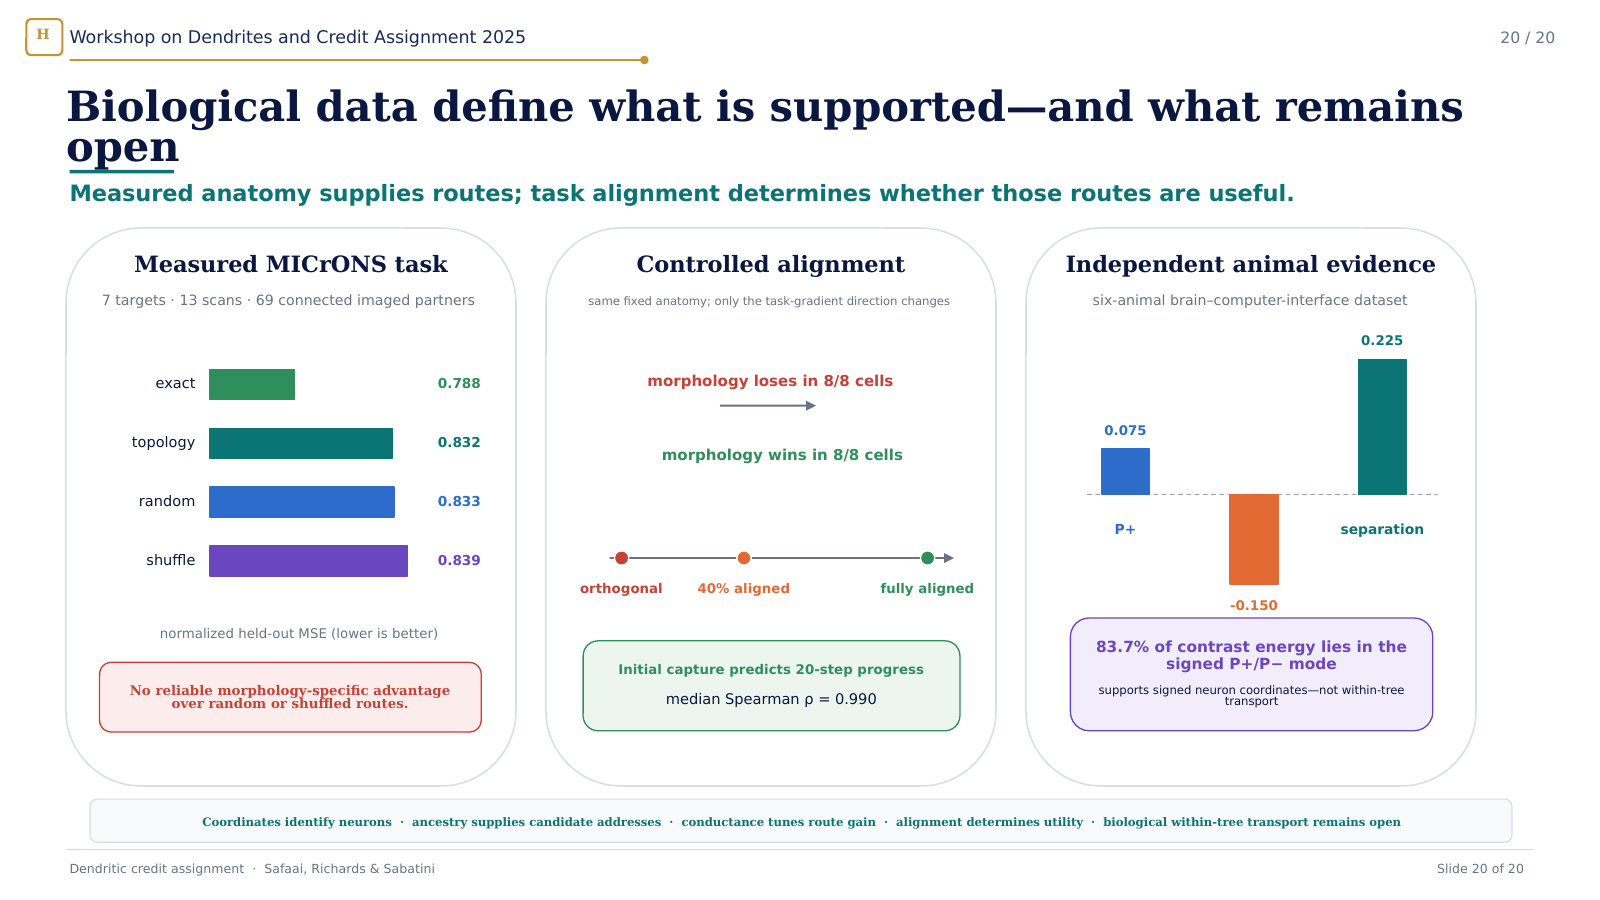 H
Workshop on Dendrites and Credit Assignment 2025
20 / 20
Biological data define what is supported—and what remains
open
Measured anatomy supplies routes; task alignment determines whether those routes are useful.
Measured MICrONS task
7 targets · 13 scans · 69 connected imaged partners
exact
0.788
topology
0.832
random
0.833
shuffle
0.839
normalized held-out MSE (lower is better)
No reliable morphology-specific advantage
over random or shuffled routes.
Controlled alignment
same fixed anatomy; only the task-gradient direction changes
morphology loses in 8/8 cells
morphology wins in 8/8 cells
orthogonal
40% aligned
fully aligned
Initial capture predicts 20-step progress
median Spearman ρ = 0.990
Independent animal evidence
six-animal brain–computer-interface dataset
0.225
0.075
P+
separation
-0.150
83.7% of contrast energy lies in the
signed P+/P− mode
supports signed neuron coordinates—not within-tree
transport
Coordinates identify neurons · ancestry supplies candidate addresses · conductance tunes route gain · alignment determines utility · biological within-tree transport remains open
Dendritic credit assignment · Safaai, Richards & Sabatini
Slide 20 of 20